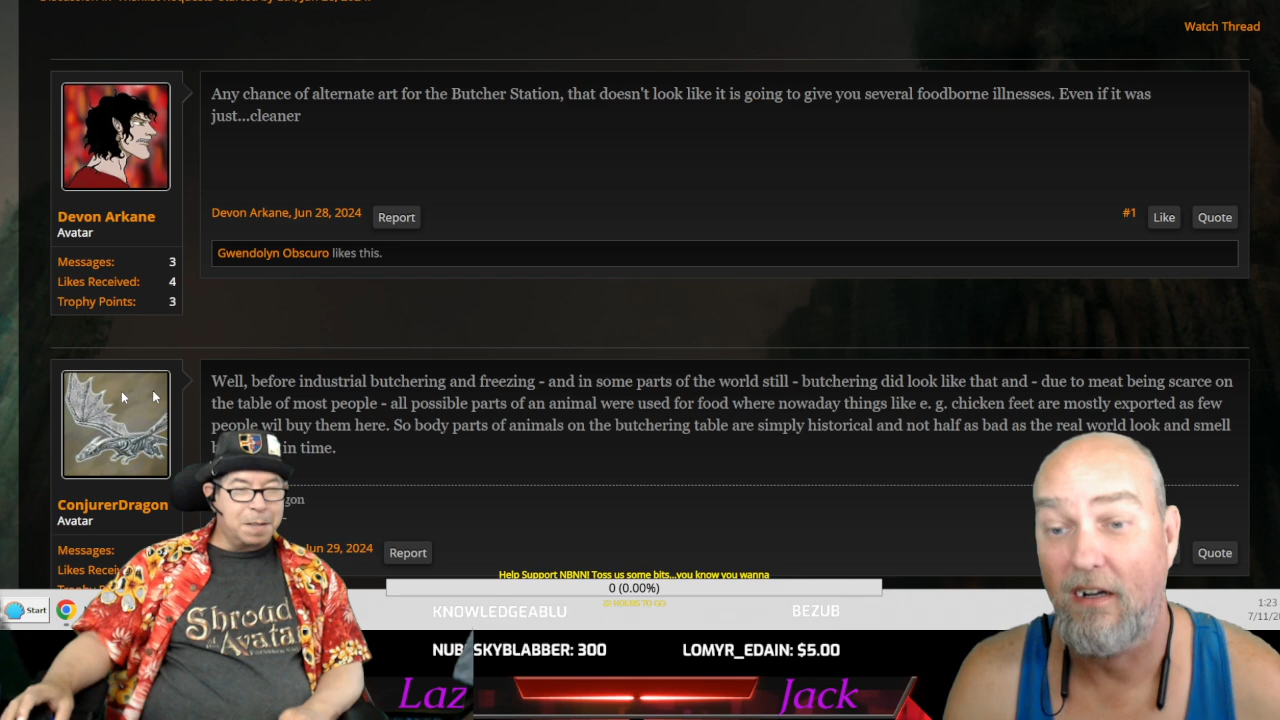 Watch Thread
Any chance of alternate art for the Butcher Station, that doesn't look like it is going to give you several foodborne illnesses. Even if it was
just...cleaner
Devon Arkane
Avatar
Messages: 3
Likes Received: 4
Trophy Points: 3
Devon Arkane, Jun 28, 2024 Report #1 Like Quote
Gwendolyn Obscuro likes this.
Well, before industrial butchering and freezing - and in some parts of the world still - butchering did look like that and - due to meat being scarce on
the table of most people - all possible parts of an animal were used for food where nowaday things like e. g. chicken feet are mostly exported as few
people wil buy them here. So body parts of animals on the butchering table are simply historical and not half as bad as the real world look and smell
in time.
ConjurerDragon
Avatar
Messages:
Jun 29, 2024 Report Quote
Help Support NBNN! Toss us some bits...you know you wanna
0 (0.00%)
Start
KNOWLEDGEABLU BEZUB
1:23
Shroud
of
Avatar
SKYBLABBER: 300 LOMYR_EDAIN: $5.00
Laz Jack